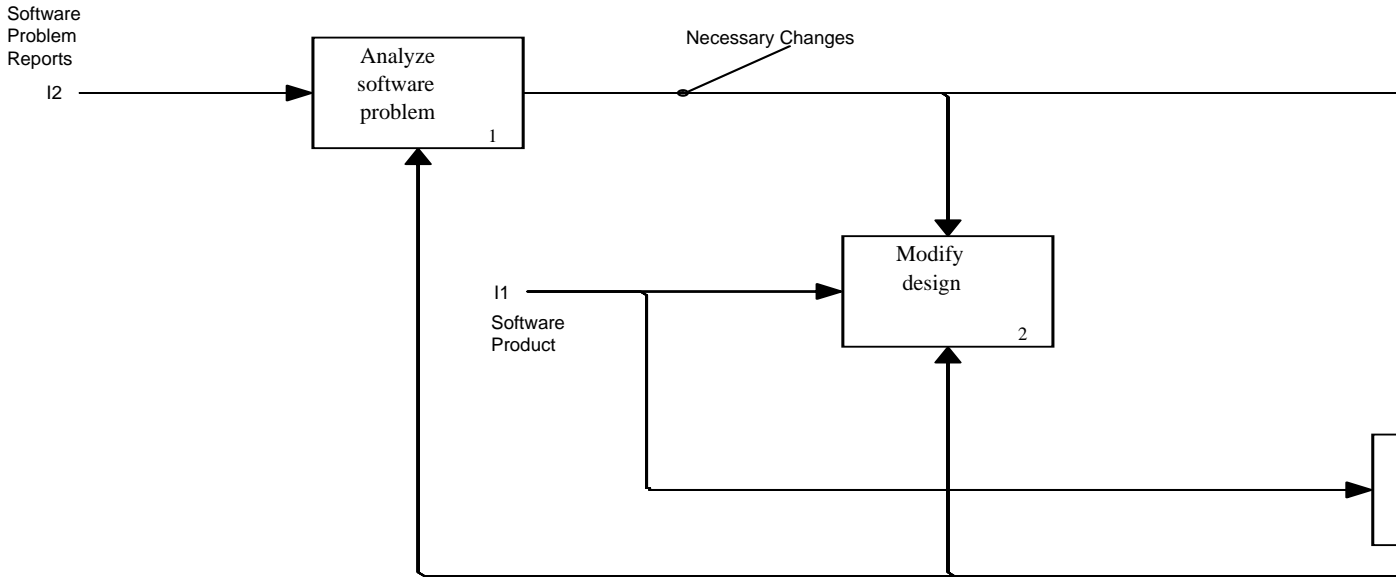 Software
Problem
Reports
I2
Analyze
software
problem
1
Necessary Changes
Modify
design
2
I1
Software
Product